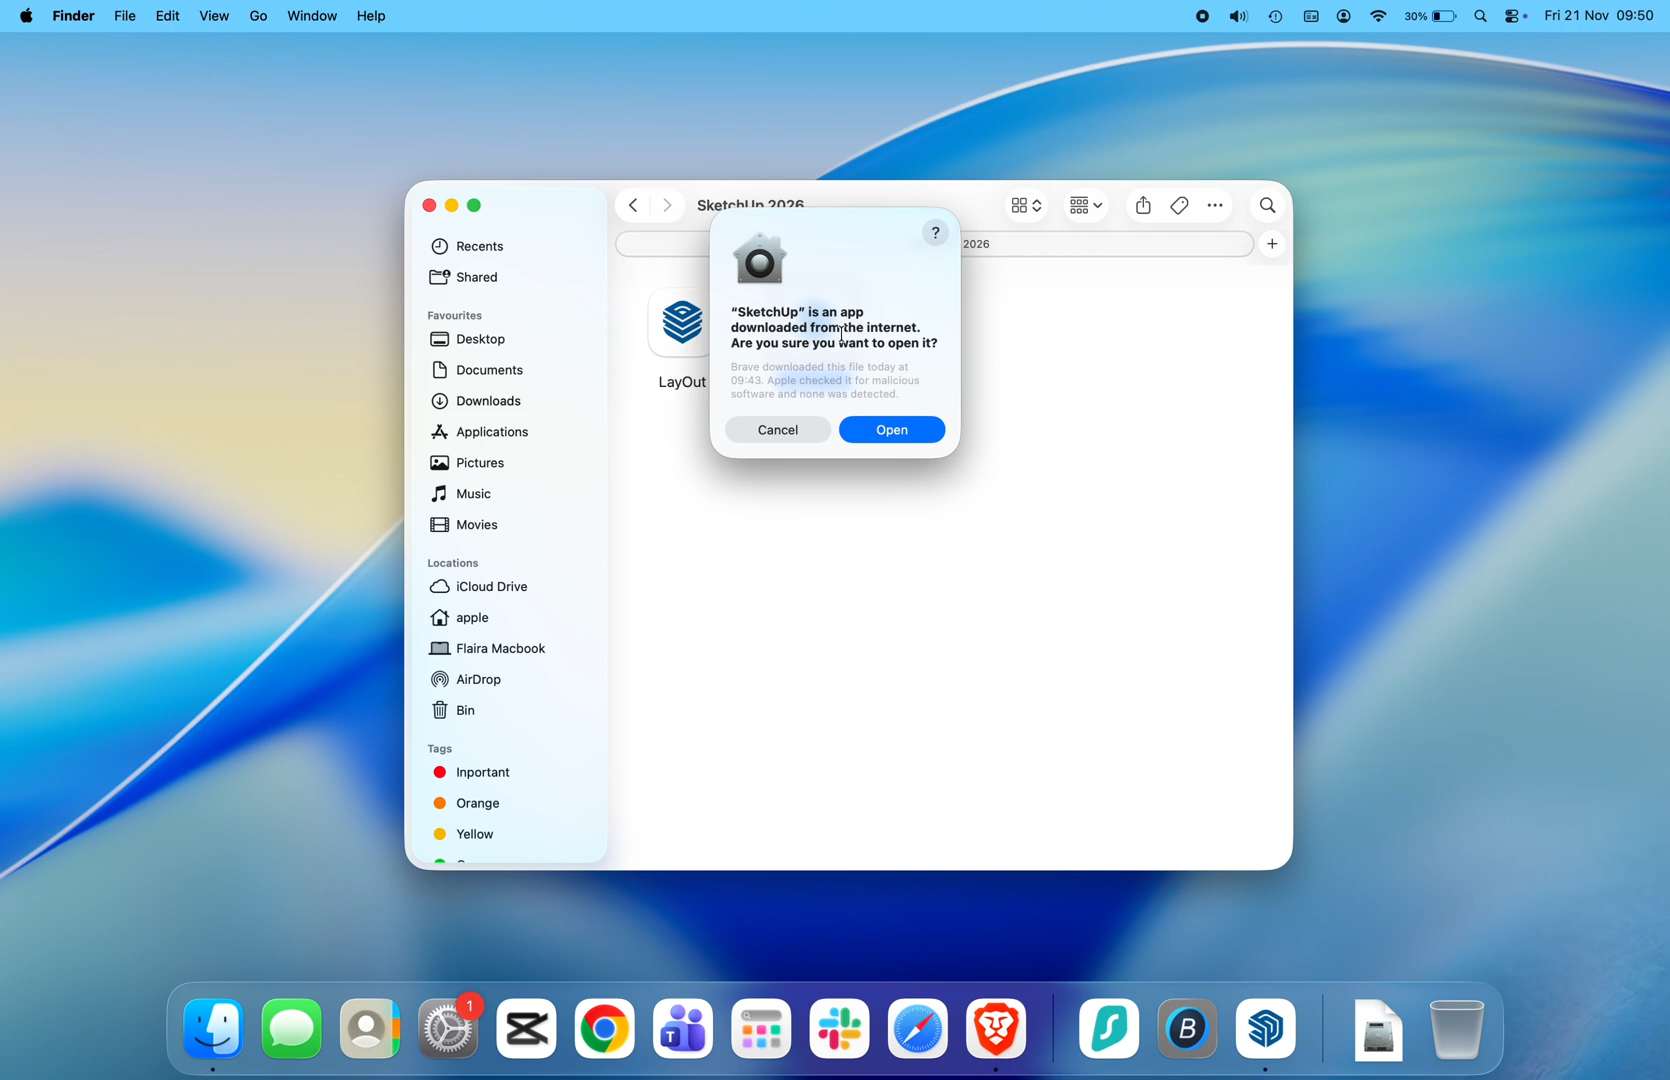 Finder File Edit View Go Window Help 30% Fri 21 Nov 09:50
SketchUp 2026
2026
Recents
Shared
Favourites
Desktop
Documents
Downloads
Applications
Pictures
Music
Movies
Locations
iCloud Drive
apple
Flaira Macbook
AirDrop
Bin
Tags
Inportant
Orange
Yellow
LayOut
?
“SketchUp” is an app
downloaded from the internet.
Are you sure you want to open it?
Brave downloaded this file today at
09:43. Apple checked it for malicious
software and none was detected.
Cancel Open
1
B